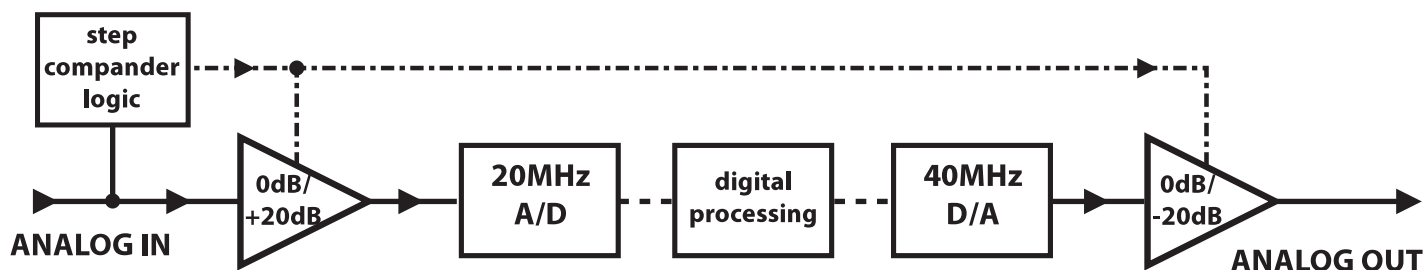 step
compander
logic
0dB/
+20dB
20MHz
A/D
digital
processing
40MHz
D/A
0dB/
-20dB
ANALOG IN
ANALOG OUT